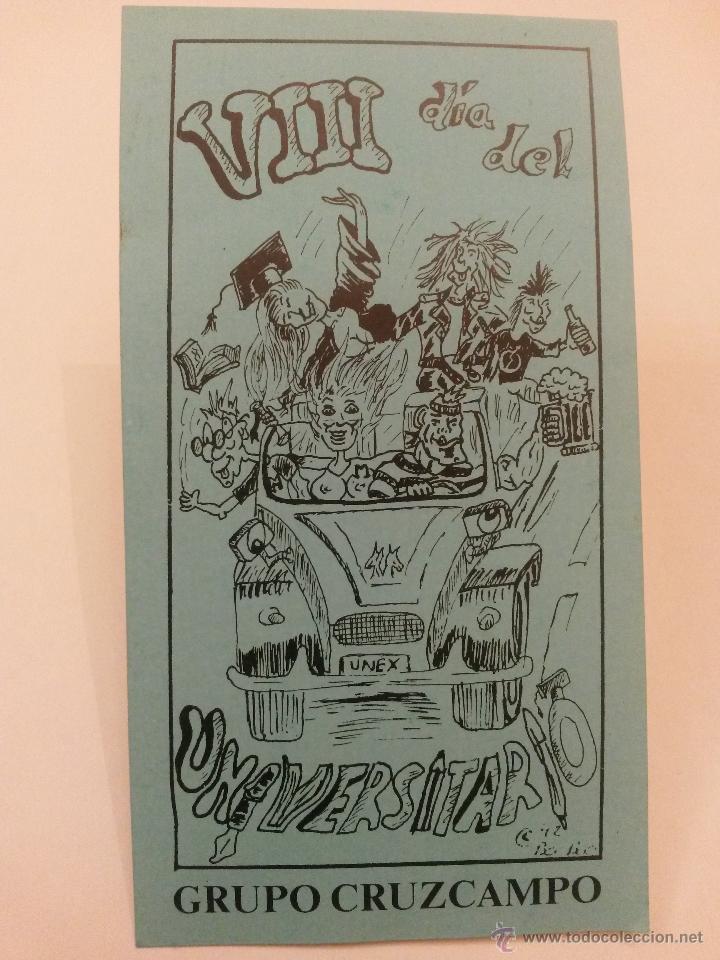 VIII día
del
UNEX
UNIVERSITARIO
GRUPO CRUZCAMPO
www.todocoleccion.net